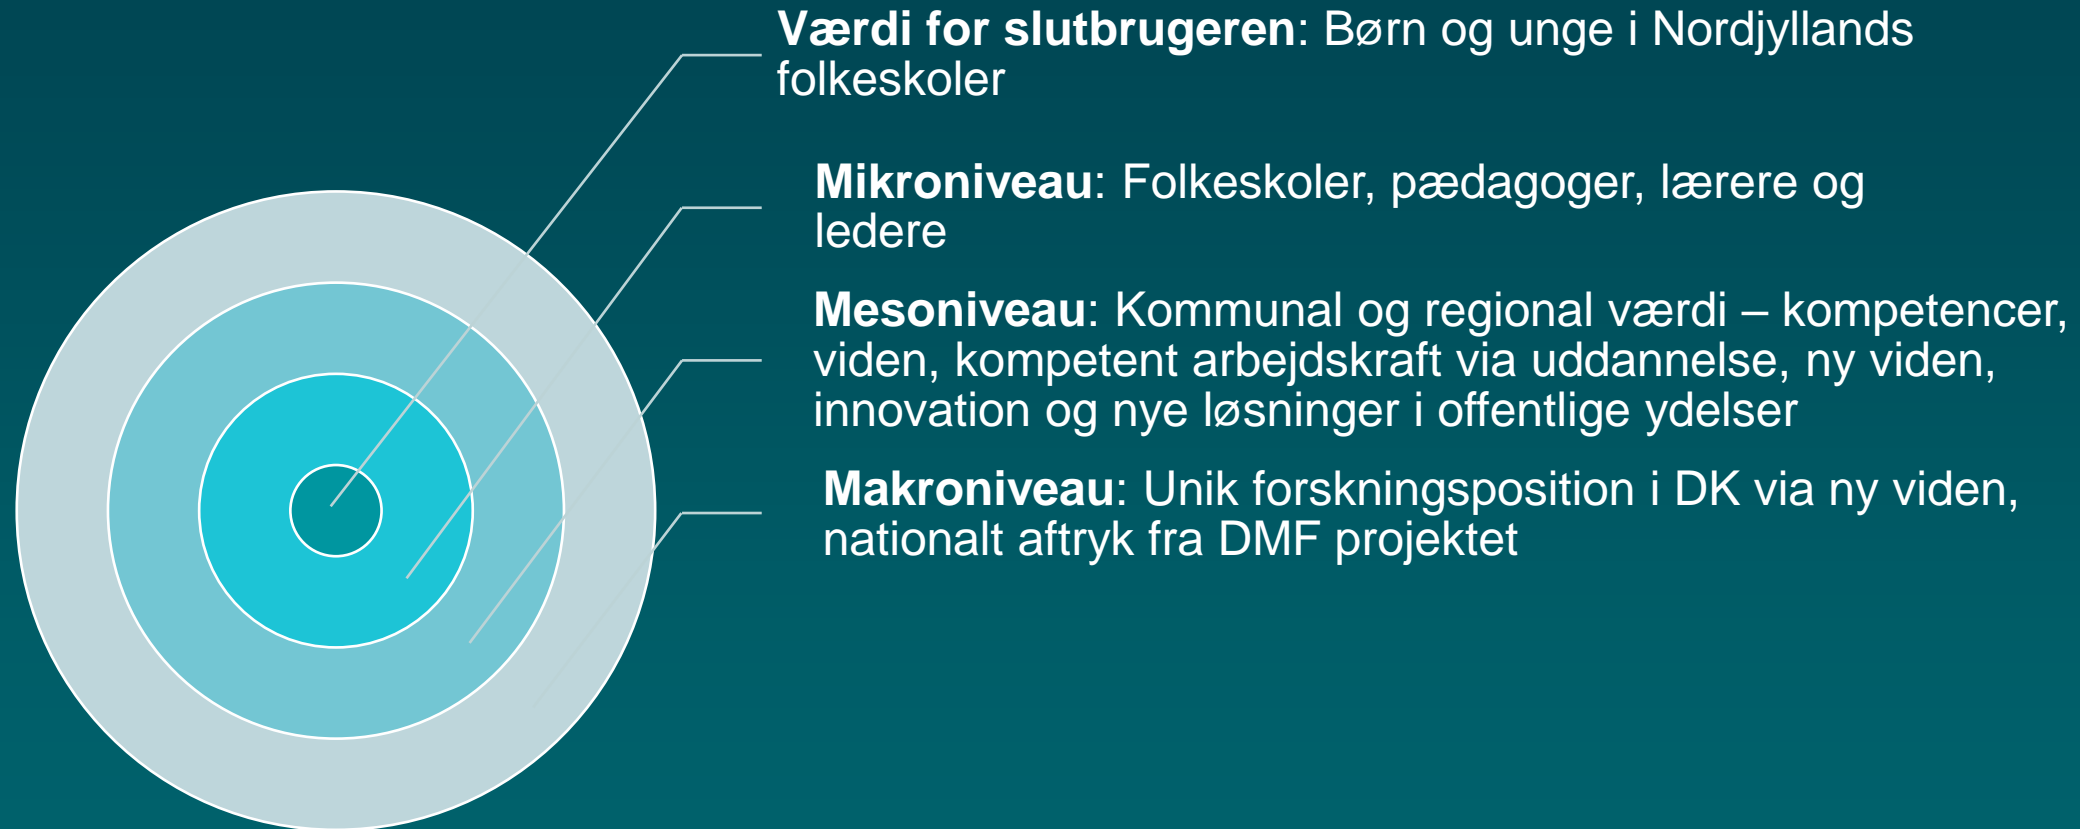 Værdi for slutbrugeren: Børn og unge i Nordjyllands
folkeskoler
Mikroniveau: Folkeskoler, pædagoger, lærere og
ledere
Mesoniveau: Kommunal og regional værdi – kompetencer,
viden, kompetent arbejdskraft via uddannelse, ny viden,
innovation og nye løsninger i offentlige ydelser
Makroniveau: Unik forskningsposition i DK via ny viden,
nationalt aftryk fra DMF projektet